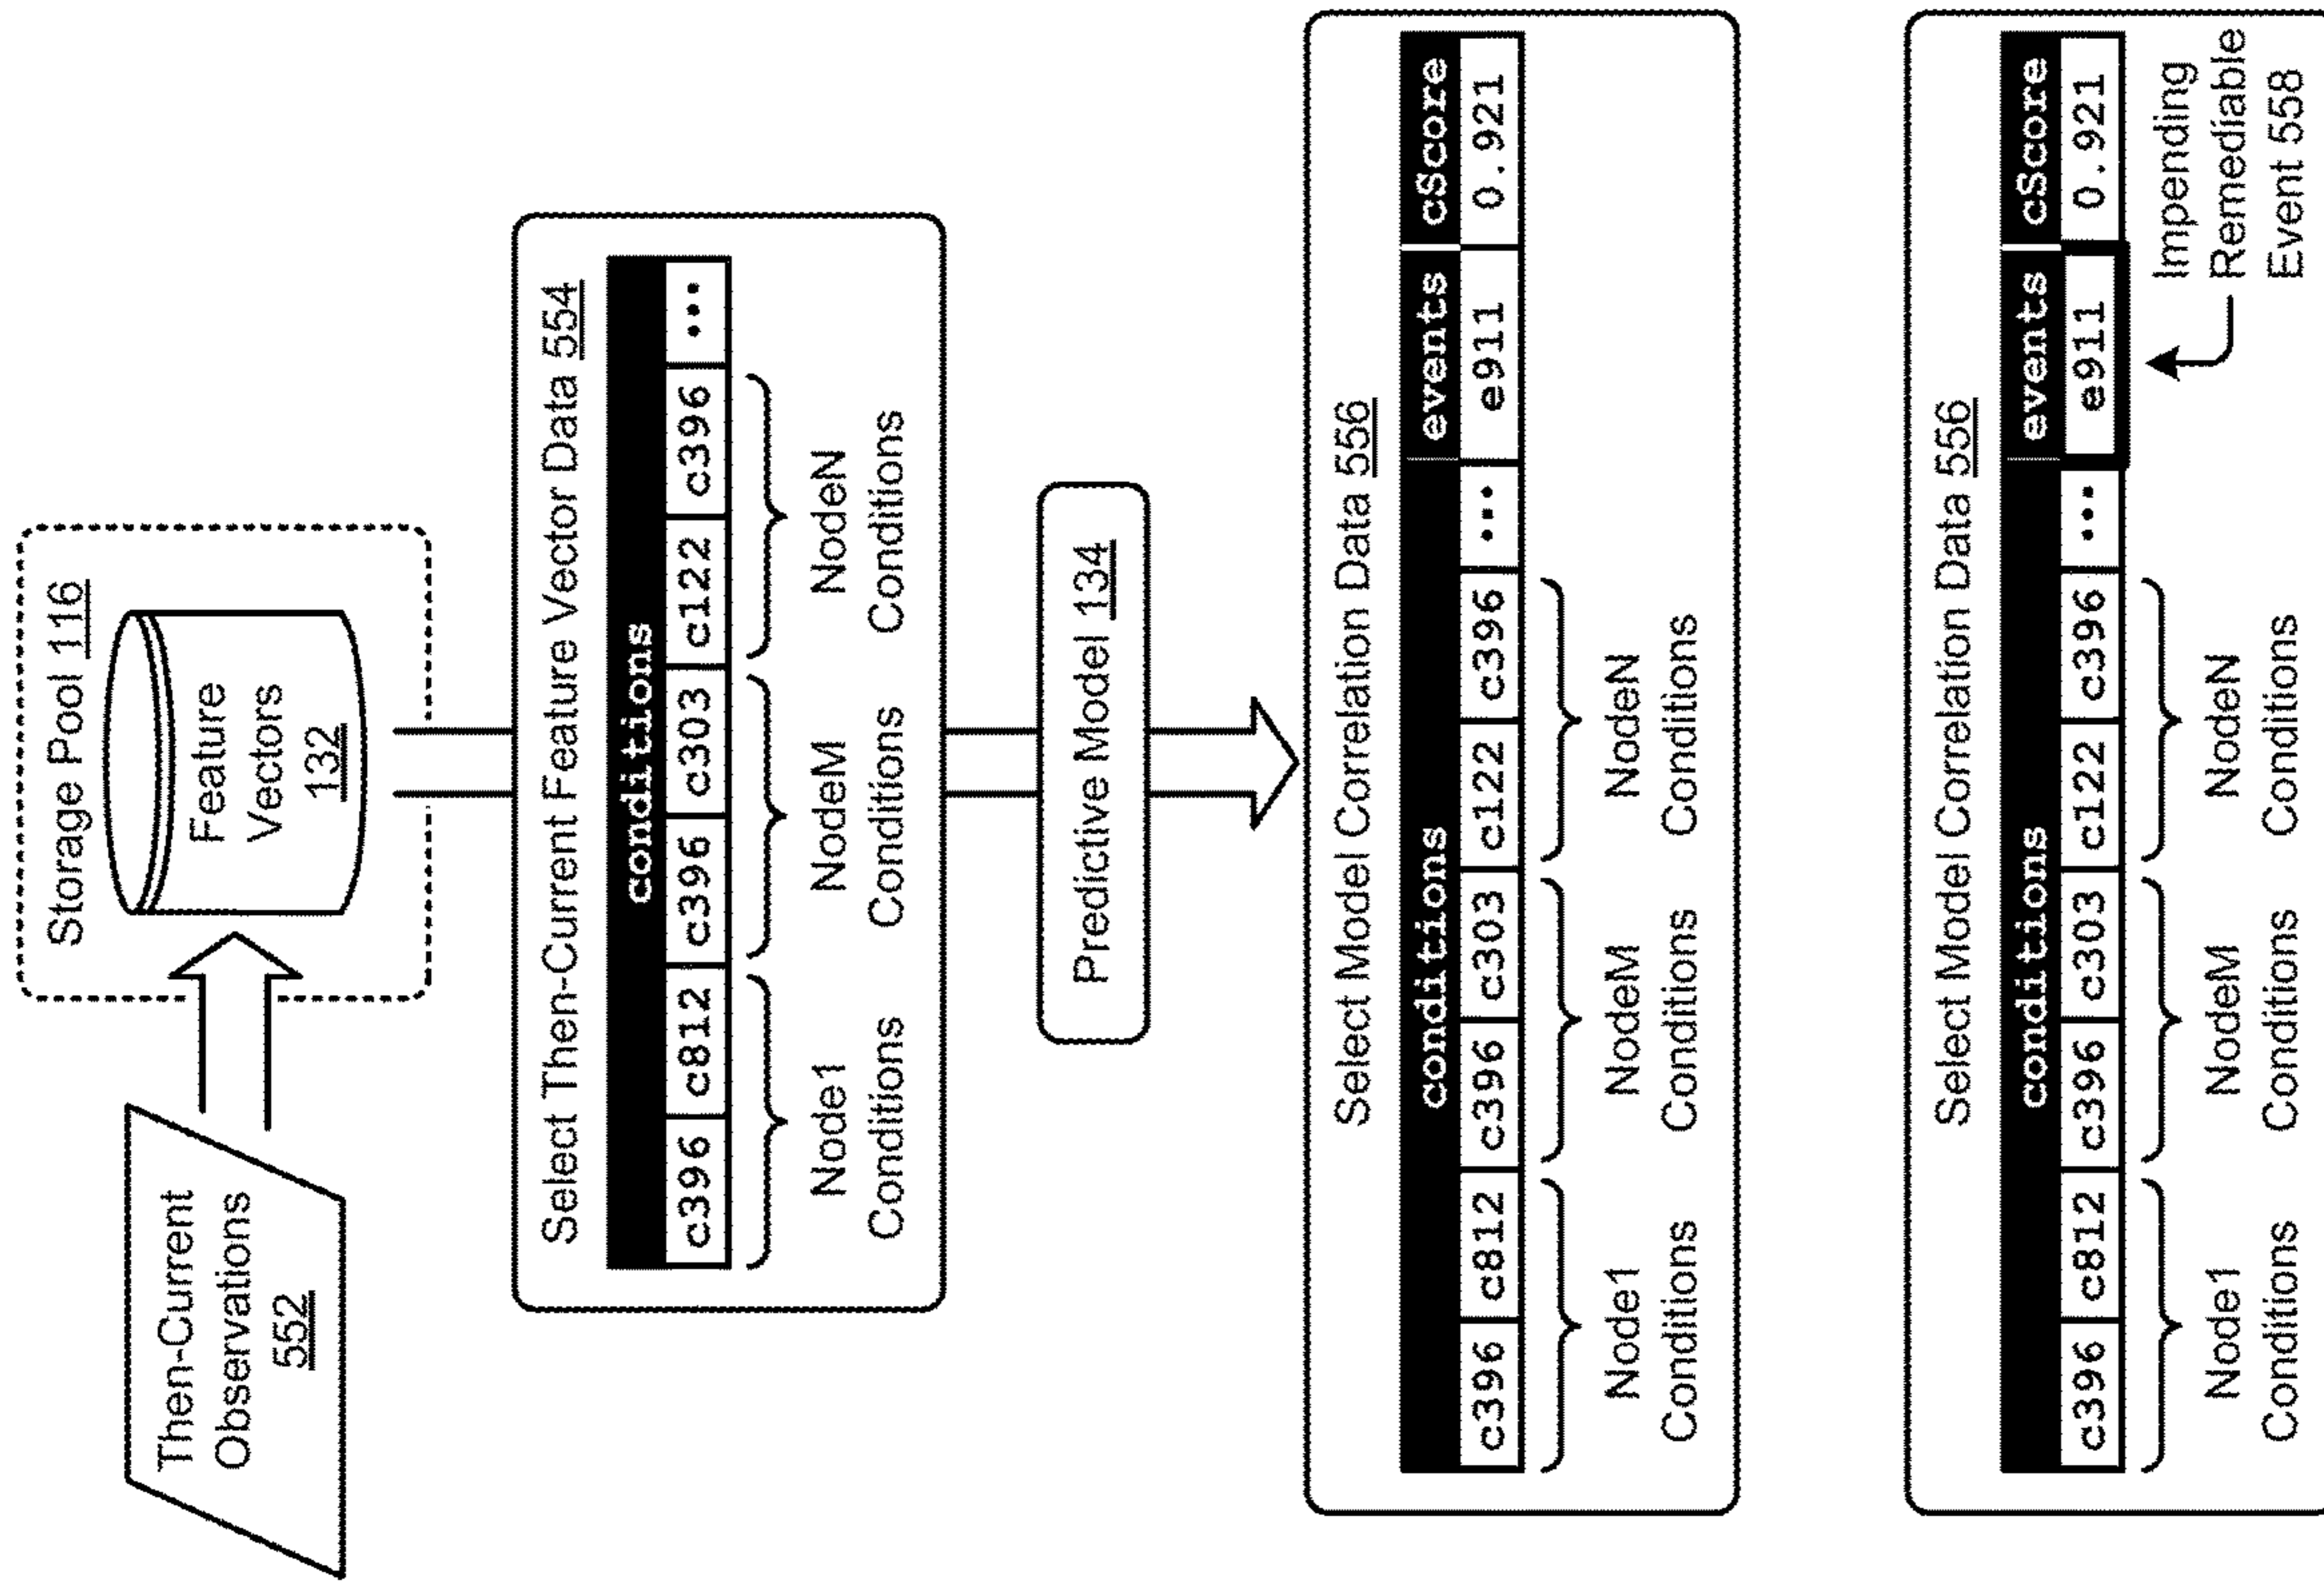 Then-Current
Observations
552
Storage Pool 116
Feature
Vectors
132
Select Then-Current Feature Vector Data 554
conditions
c396 c812 c396 c303 c122 c396 ...
Node1 NodeM NodeN
Conditions Conditions Conditions
Predictive Model 134
Select Model Correlation Data 556
conditions events cScore
c396 c812 c396 c303 c122 c396 ... e911 0.921
Node1 NodeM NodeN
Conditions Conditions Conditions
Select Model Correlation Data 556
conditions events cScore
c396 c812 c396 c303 c122 c396 ... e911 0.921
Impending
Remediable
Event 558
Node1 NodeM NodeN
Conditions Conditions Conditions